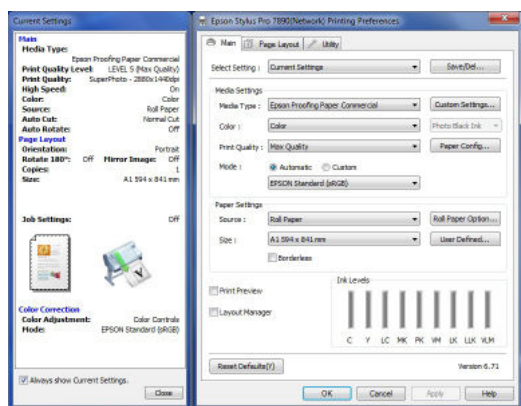 Current Settings
Main
Media Type:
Epson Proofing Paper Commercial
Print Quality Level: LEVEL 5 (Max Quality)
Print Quality: SuperPhoto - 2880x1440dpi
High Speed: On
Color: Color
Source: Roll Paper
Auto Cut: Normal Cut
Auto Rotate: Off
Page Layout
Orientation: Portrait
Rotate 180°: Off Mirror Image: Off
Copies: 1
Size: A1 594 x 841 mm
Job Settings: Off
Color Correction
Color Adjustment: Color Controls
Mode: EPSON Standard (sRGB)
Always show Current Settings.
Close
Epson Stylus Pro 7890(Network) Printing Preferences
Main Page Layout Utility
Select Setting : Current Settings Save/Del...
Media Settings
Media Type : Epson Proofing Paper Commercial Custom Settings...
Color : Color Photo Black Ink
Print Quality : Max Quality Paper Config...
Mode : Automatic Custom
EPSON Standard (sRGB)
Paper Settings
Source : Roll Paper Roll Paper Option...
Size : A1 594 x 841 mm User Defined...
Borderless
Print Preview
Layout Manager
Ink Levels
C Y LC MK PK VM LK LLK VLM
Reset Defaults(Y) Version 6.71
OK Cancel Apply Help